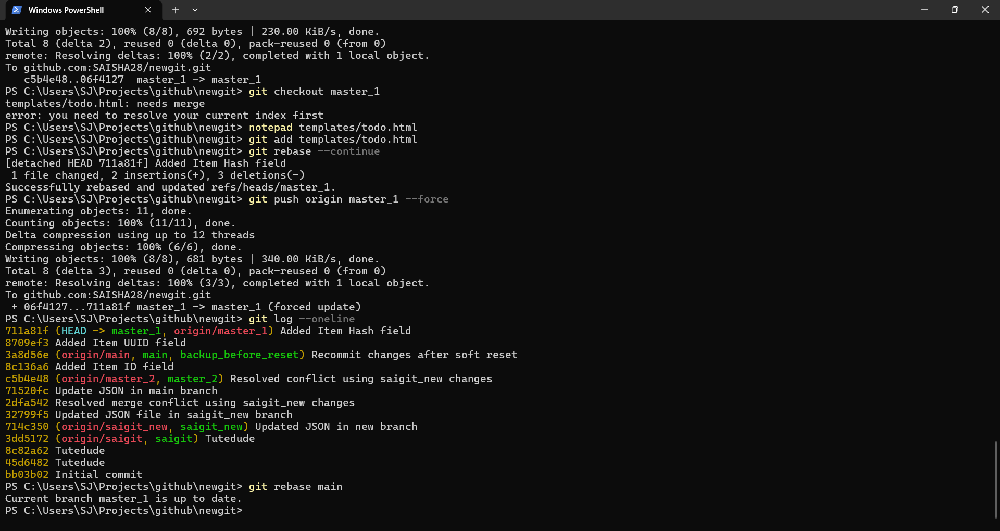 Windows PowerShell
Writing objects: 100% (8/8), 692 bytes | 230.00 KiB/s, done.
Total 8 (delta 2), reused 0 (delta 0), pack-reused 0 (from 0)
remote: Resolving deltas: 100% (2/2), completed with 1 local object.
To github.com:SAISHA28/newgit.git
   c5b4e48..06f4127  master_1 -> master_1
PS C:\Users\SJ\Projects\github\newgit> git checkout master_1
templates/todo.html: needs merge
error: you need to resolve your current index first
PS C:\Users\SJ\Projects\github\newgit> notepad templates/todo.html
PS C:\Users\SJ\Projects\github\newgit> git add templates/todo.html
PS C:\Users\SJ\Projects\github\newgit> git rebase --continue
[detached HEAD 711a81f] Added Item Hash field
 1 file changed, 2 insertions(+), 3 deletions(-)
Successfully rebased and updated refs/heads/master_1.
PS C:\Users\SJ\Projects\github\newgit> git push origin master_1 --force
Enumerating objects: 11, done.
Counting objects: 100% (11/11), done.
Delta compression using up to 12 threads
Compressing objects: 100% (6/6), done.
Writing objects: 100% (8/8), 681 bytes | 340.00 KiB/s, done.
Total 8 (delta 3), reused 0 (delta 0), pack-reused 0 (from 0)
remote: Resolving deltas: 100% (3/3), completed with 1 local object.
To github.com:SAISHA28/newgit.git
 + 06f4127...711a81f master_1 -> master_1 (forced update)
PS C:\Users\SJ\Projects\github\newgit> git log --oneline
711a81f (HEAD -> master_1, origin/master_1) Added Item Hash field
8709ef3 Added Item UUID field
3a8d56e (origin/main, main, backup_before_reset) Recommit changes after soft reset
8c136a6 Added Item ID field
c5b4e48 (origin/master_2, master_2) Resolved conflict using saigit_new changes
71520fc Update JSON in main branch
2dfa542 Resolved merge conflict using saigit_new changes
32799f5 Updated JSON file in saigit_new branch
714c350 (origin/saigit_new, saigit_new) Updated JSON in new branch
3dd5172 (origin/saigit, saigit) Tutedude
8c82a62 Tutedude
45d6482 Tutedude
bb03b02 Initial commit
PS C:\Users\SJ\Projects\github\newgit> git rebase main
Current branch master_1 is up to date.
PS C:\Users\SJ\Projects\github\newgit>